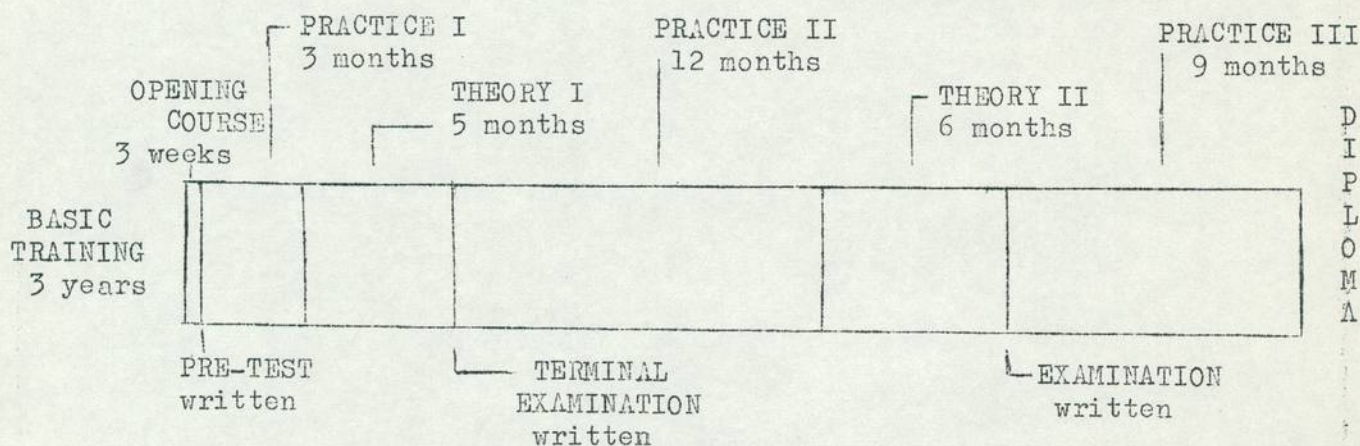 PRACTICE I
3 months
PRACTICE II
12 months
PRACTICE III
9 months
OPENING
COURSE
3 weeks
THEORY I
5 months
THEORY II
6 months
BASIC
TRAINING
3 years
D
I
P
L
O
M
A
PRE-TEST
written
TERMINAL
EXAMINATION
written
EXAMINATION
written